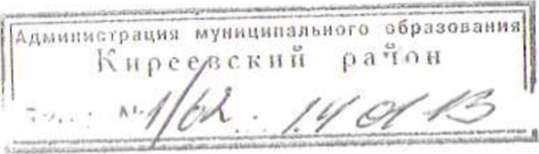 Администрация муниципального образования
Киреевский район
№ 1/62 14 01 13